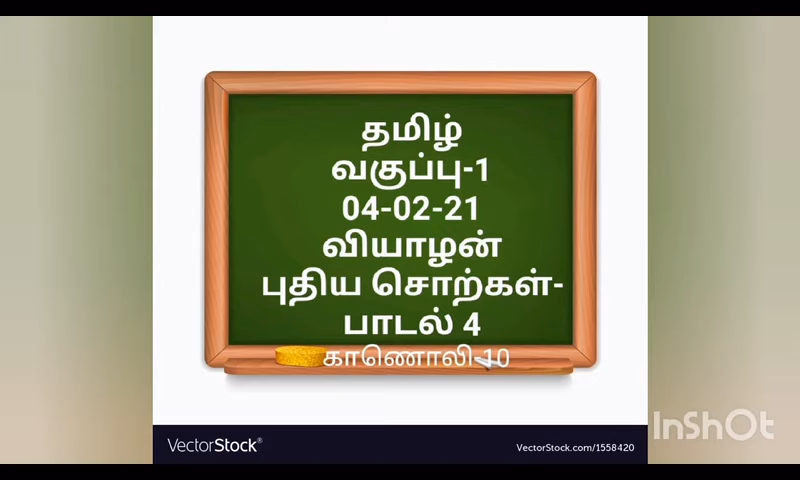 தமிழ்
வகுப்பு-1
04-02-21
வியாழன்
புதிய சொற்கள்-
பாடல் 4
காணொலி-10
VectorStock®
VectorStock.com/1558420
InShOt